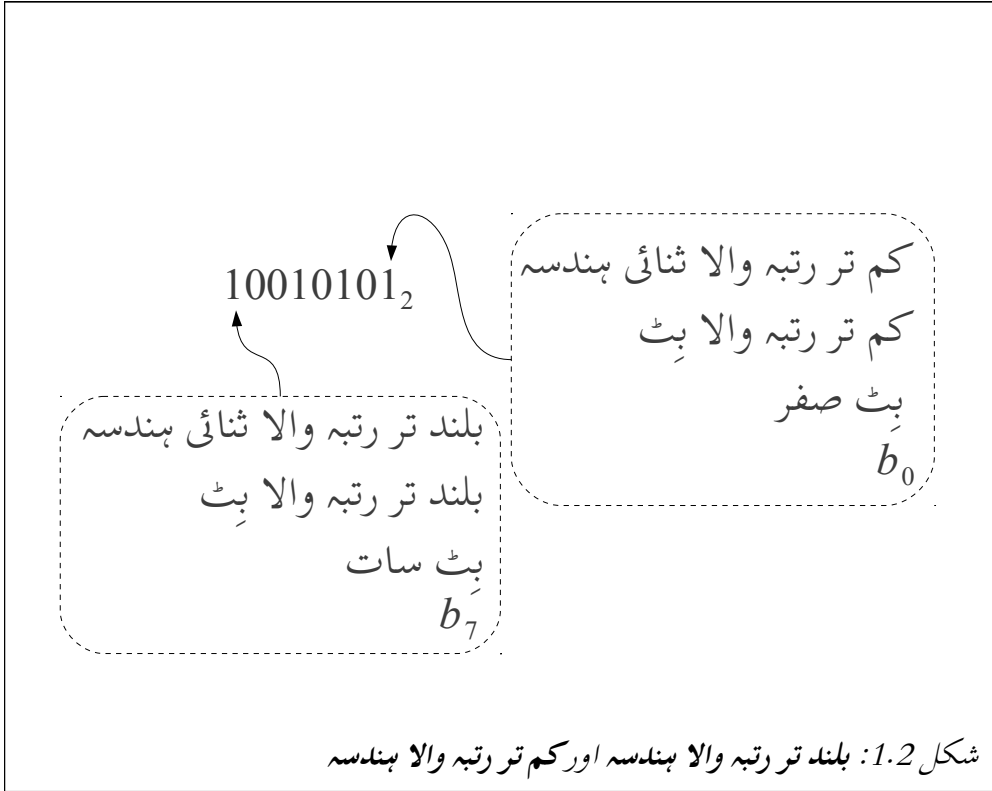 کم تر رتبہ والا ثنائی ہندسہ
کم تر رتبہ والا بِٹ
بِٹ صفر
b₀
10010101₂
بلند تر رتبہ والا ثنائی ہندسہ
بلند تر رتبہ والا بِٹ
بِٹ سات
b₇
شکل 1.2: بلند تر رتبہ والا ہندسہ اور کم تر رتبہ والا ہندسہ